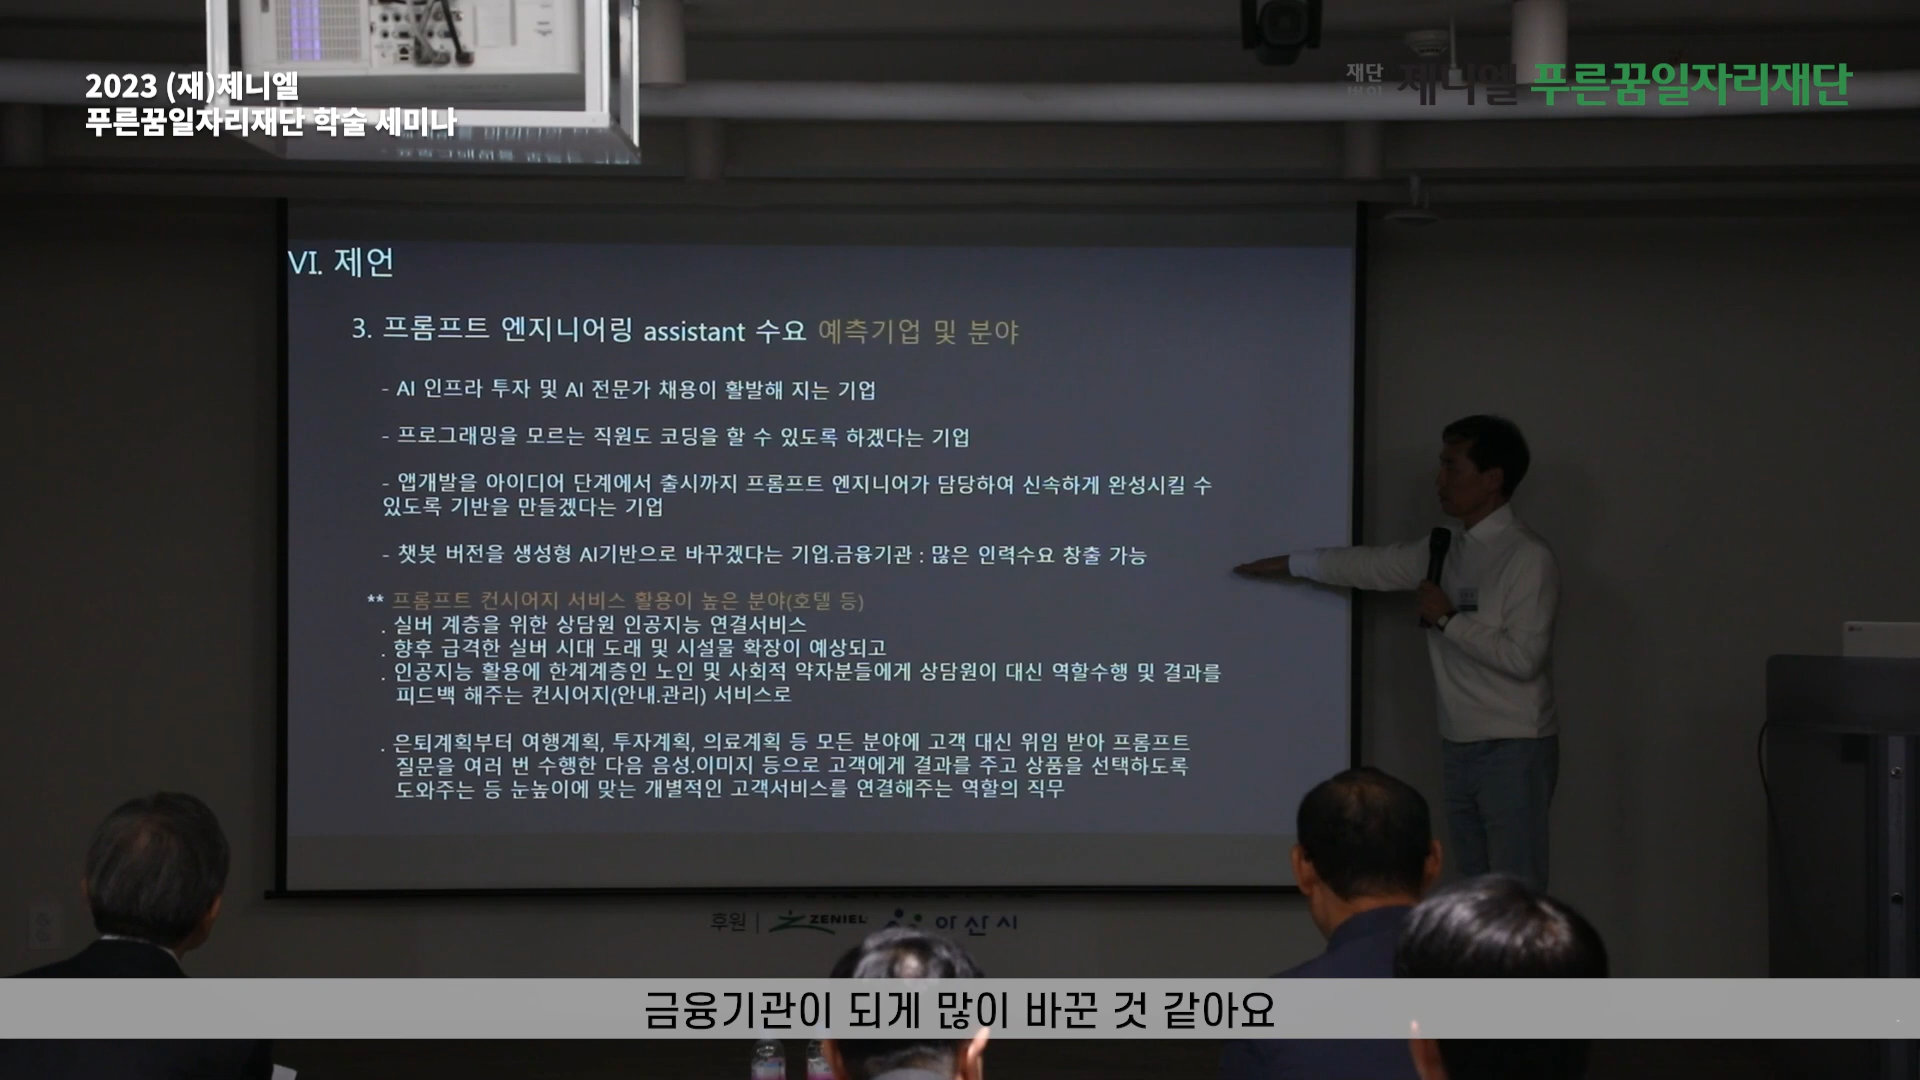 2023 (재)제니엘
푸른꿈일자리재단 학술 세미나
재단
법인
제니엘 푸른꿈일자리재단
VI. 제언
3. 프롬프트 엔지니어링 assistant 수요 예측기업 및 분야
- AI 인프라 투자 및 AI 전문가 채용이 활발해 지는 기업
- 프로그래밍을 모르는 직원도 코딩을 할 수 있도록 하겠다는 기업
- 앱개발을 아이디어 단계에서 출시까지 프롬프트 엔지니어가 담당하여 신속하게 완성시킬 수
있도록 기반을 만들겠다는 기업
- 챗봇 버전을 생성형 AI기반으로 바꾸겠다는 기업.금융기관 : 많은 인력수요 창출 가능
** 프롬프트 컨시어지 서비스 활용이 높은 분야(호텔 등)
. 실버 계층을 위한 상담원 인공지능 연결서비스
. 향후 급격한 실버 시대 도래 및 시설물 확장이 예상되고
. 인공지능 활용에 한계계층인 노인 및 사회적 약자분들에게 상담원이 대신 역할수행 및 결과를
피드백 해주는 컨시어지(안내.관리) 서비스로
. 은퇴계획부터 여행계획, 투자계획, 의료계획 등 모든 분야에 고객 대신 위임 받아 프롬프트
질문을 여러 번 수행한 다음 음성.이미지 등으로 고객에게 결과를 주고 상품을 선택하도록
도와주는 등 눈높이에 맞는 개별적인 고객서비스를 연결해주는 역할의 직무
후원 | ZENIEL 아산시
금융기관이 되게 많이 바꾼 것 같아요